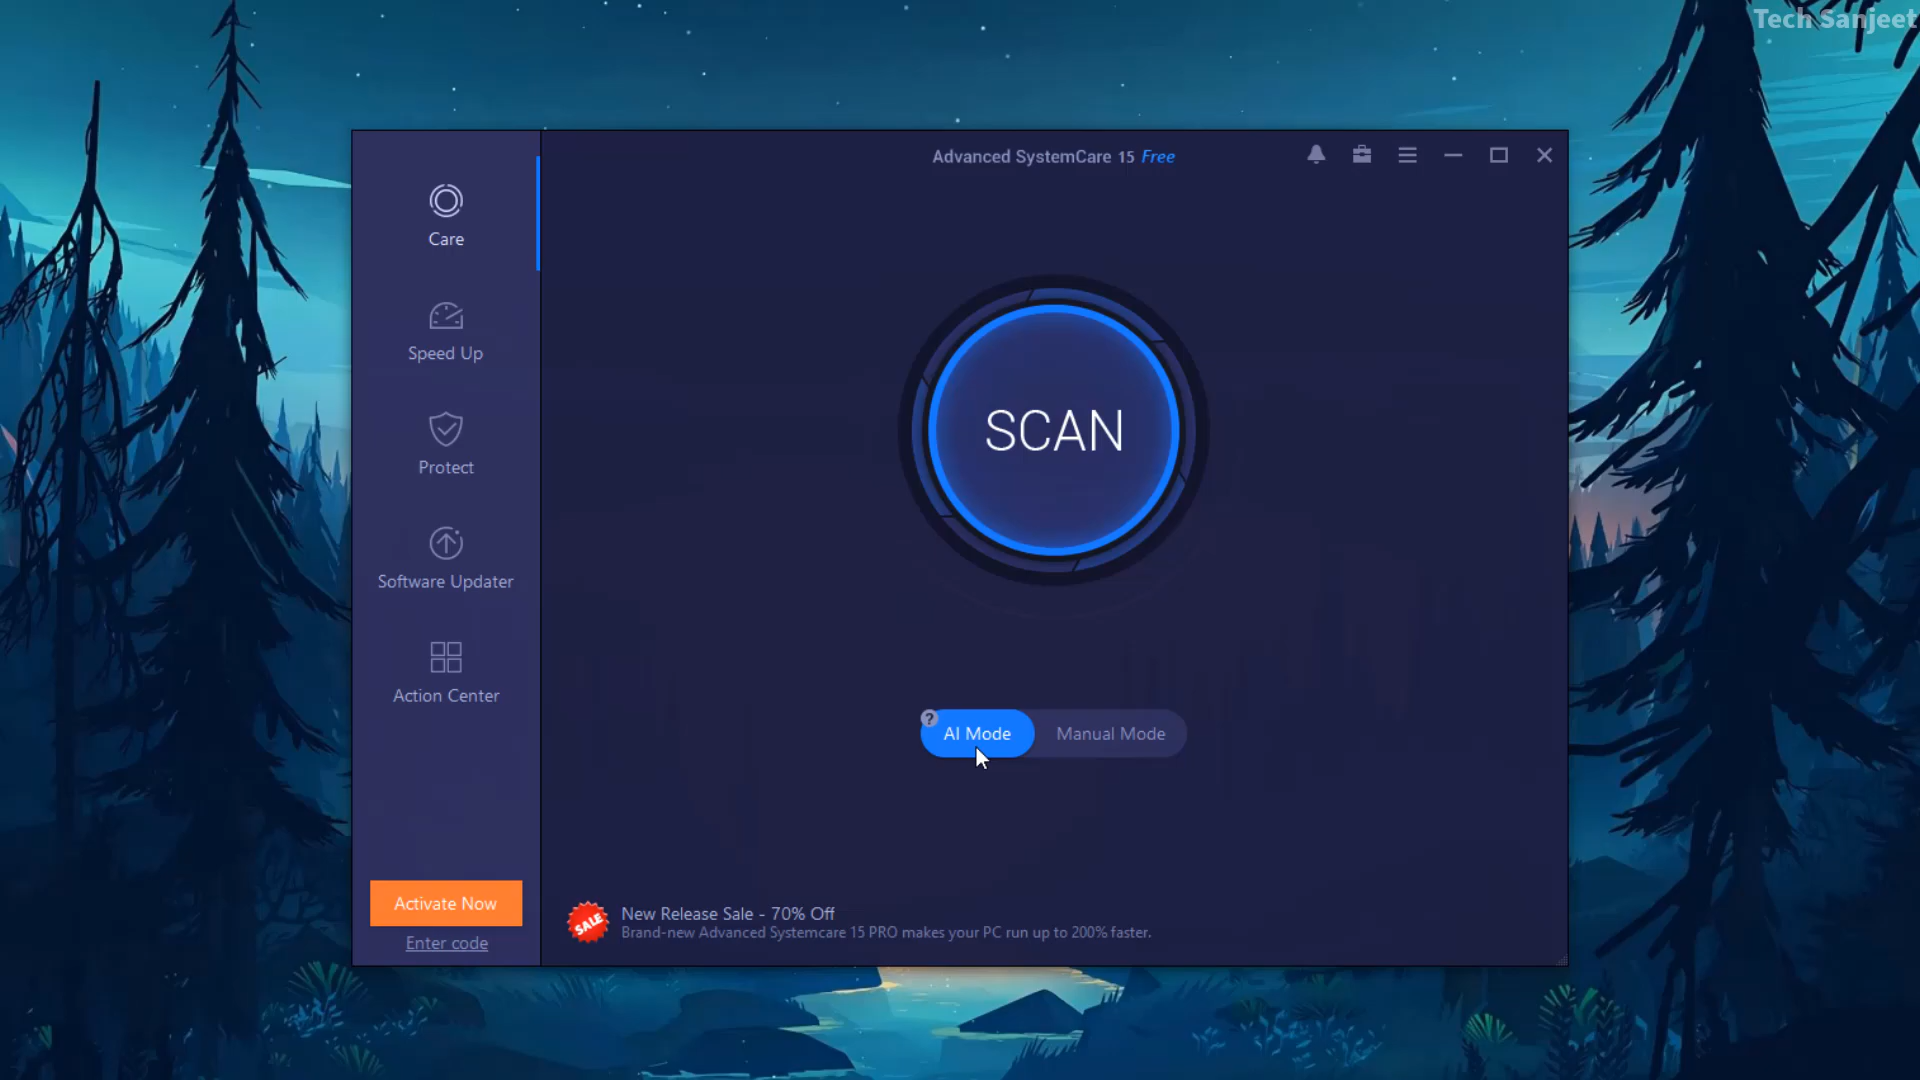 Tech Sanjeet
Advanced SystemCare 15 Free
Care
Speed Up
Protect
Software Updater
Action Center
SCAN
?
AI Mode
Manual Mode
Activate Now
Enter code
SALE
New Release Sale - 70% Off
Brand-new Advanced Systemcare 15 PRO makes your PC run up to 200% faster.